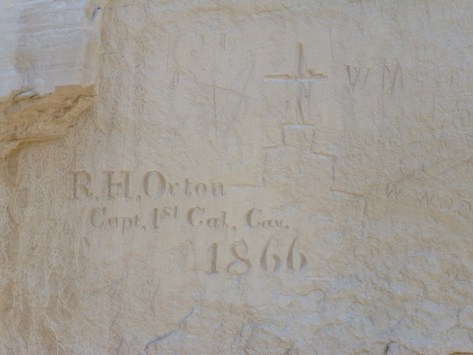 W M
R.H. Orton
Capt. 1st Cal. Cav.
1866